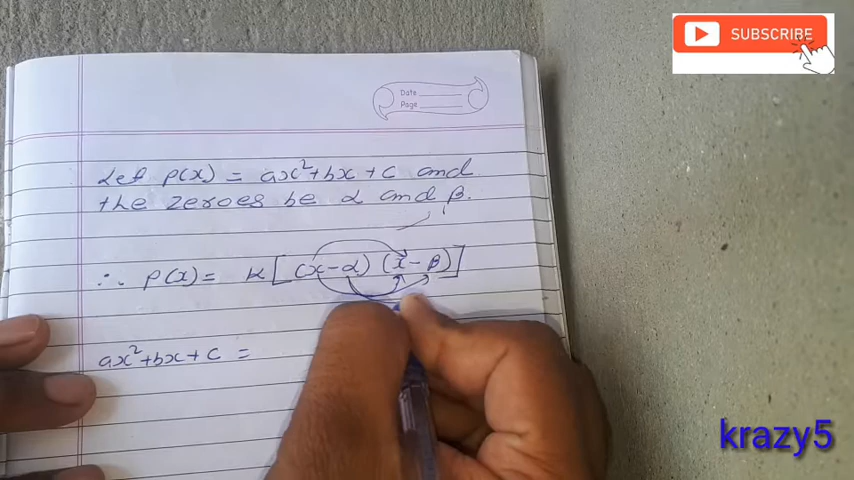 SUBSCRIBE
Date
Page
Let p(x) = ax²+bx+c and
the zeroes be α and β.
∴ p(x) = K[(x-α)(x-β)]
ax²+bx+c =
krazy5